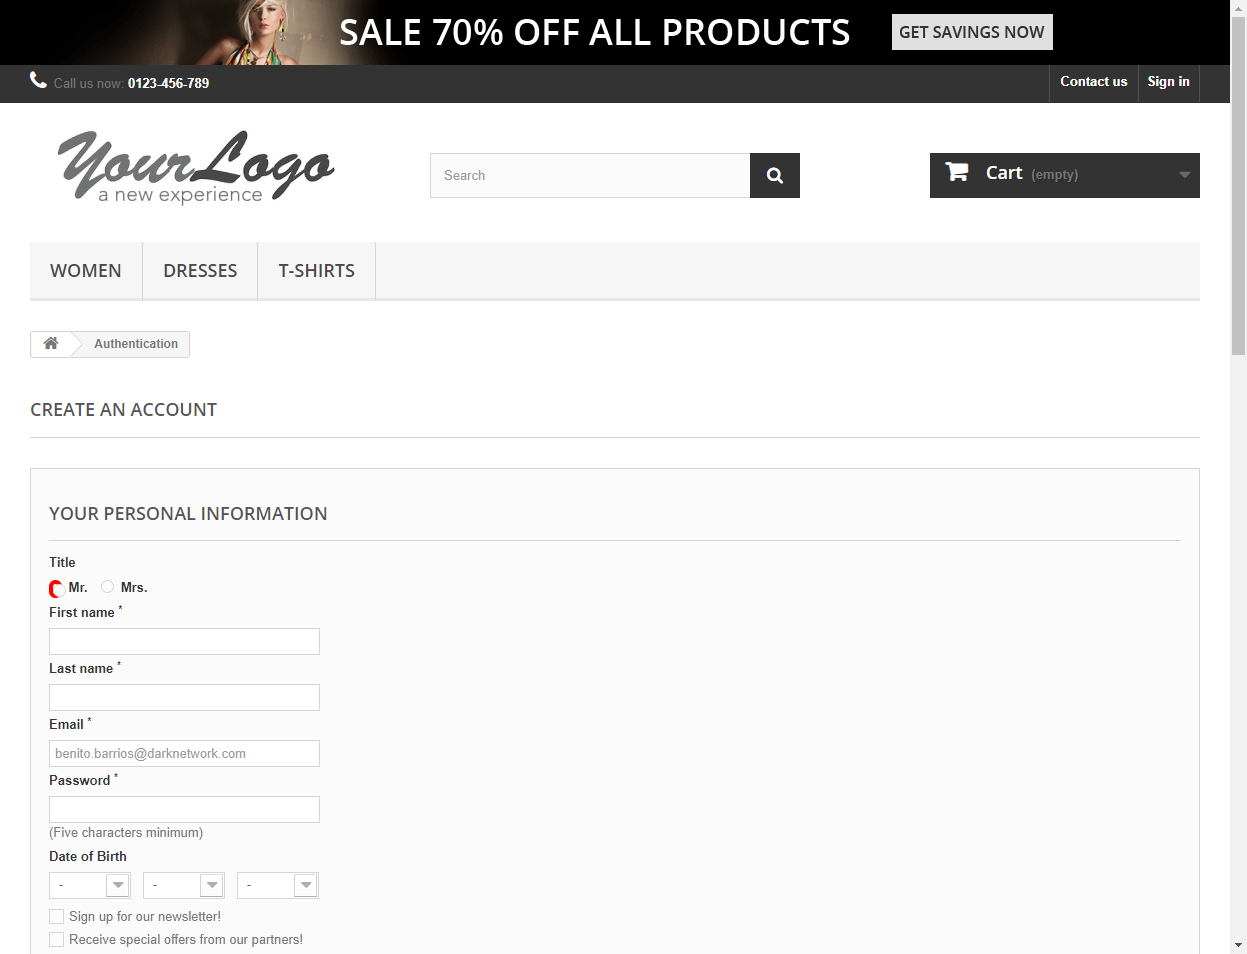 SALE 70% OFF ALL PRODUCTS
GET SAVINGS NOW
Call us now: 0123-456-789
Contact us
Sign in
Your Logo
a new experience
Search
Cart (empty)
WOMEN
DRESSES
T-SHIRTS
Authentication
CREATE AN ACCOUNT
YOUR PERSONAL INFORMATION
Title
Mr.
Mrs.
First name *
Last name *
Email *
benito.barrios@darknetwork.com
Password *
(Five characters minimum)
Date of Birth
- - -
Sign up for our newsletter!
Receive special offers from our partners!